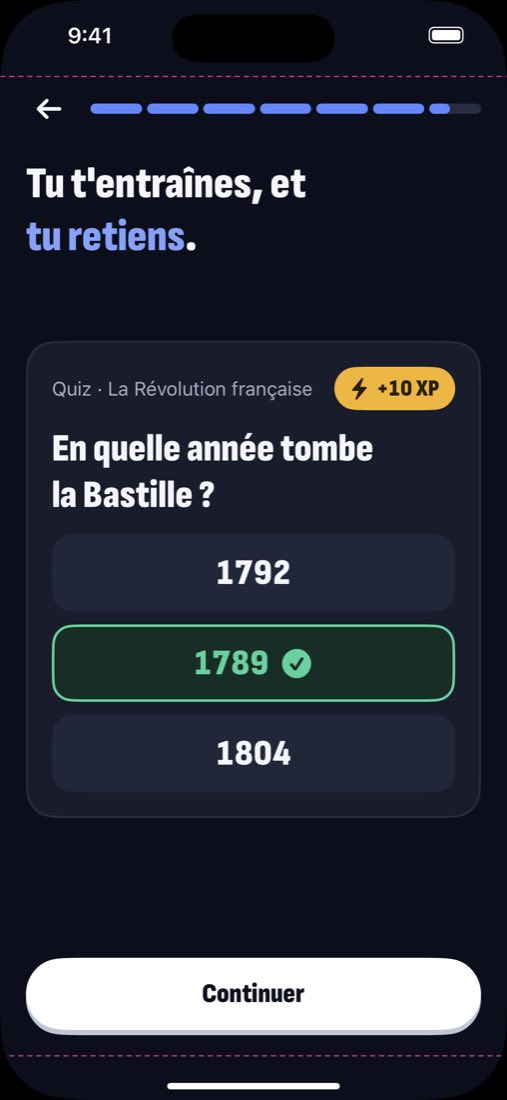 9:41
Tu t'entraînes, et
tu retiens.
Quiz · La Révolution française
+10 XP
En quelle année tombe
la Bastille ?
1792
1789
1804
Continuer